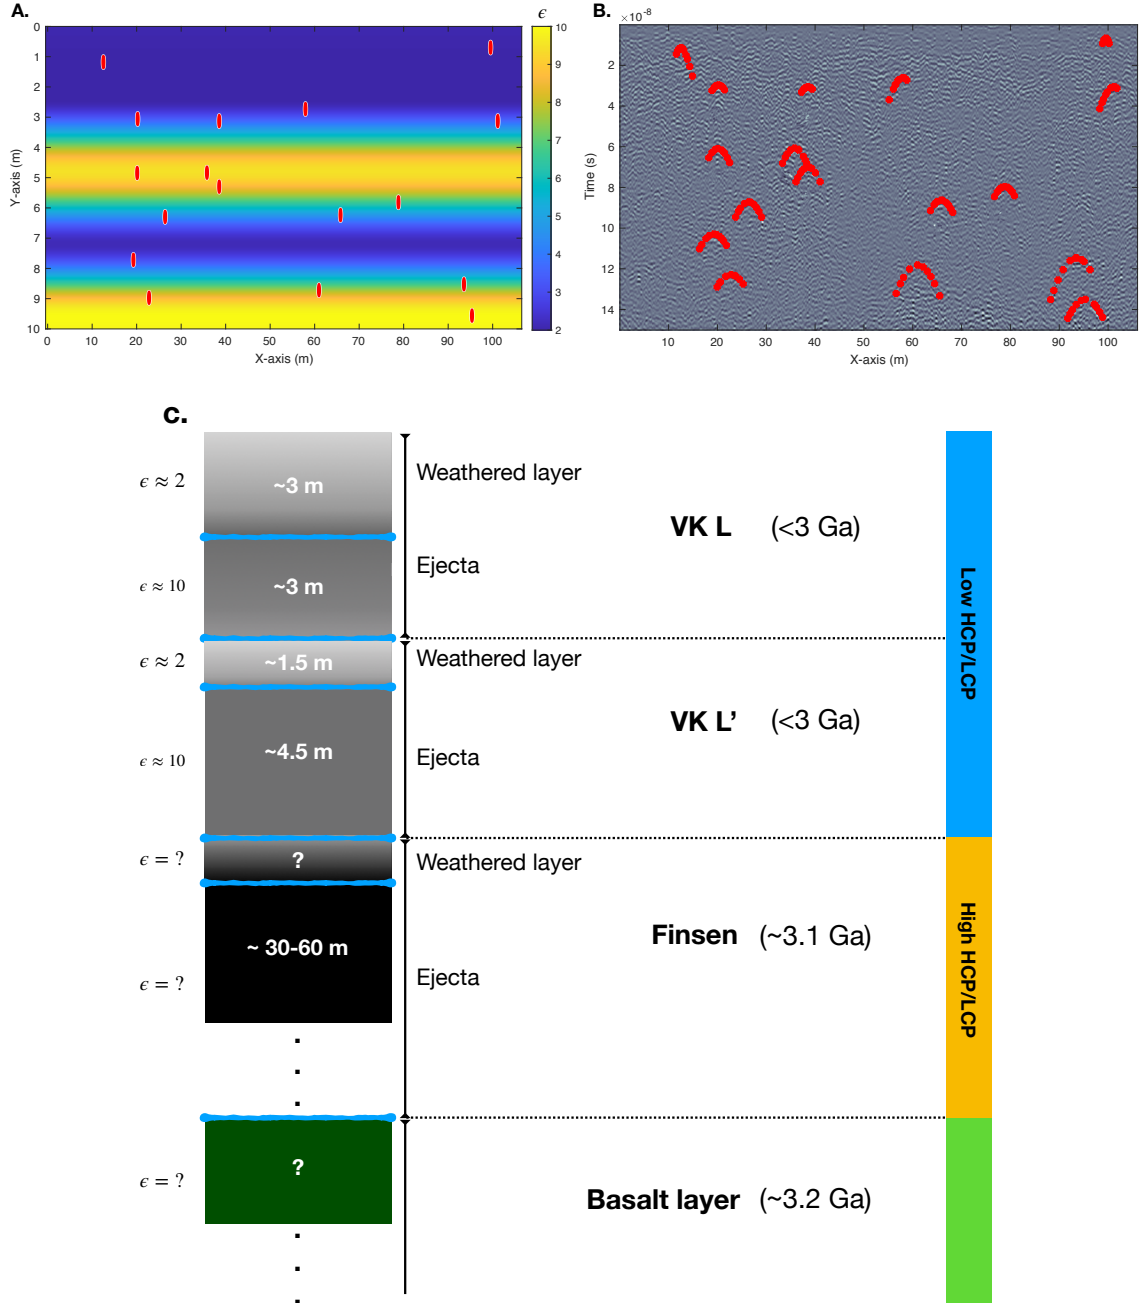 A.
ϵ
0
1
2
3
4
5
6
7
8
9
10
Y-axis (m)
0 10 20 30 40 50 60 70 80 90 100
X-axis (m)
10
9
8
7
6
5
4
3
2
B.
×10⁻⁸
2
4
6
8
10
12
14
Time (s)
10 20 30 40 50 60 70 80 90 100
X-axis (m)
c.
ϵ ≈ 2
~3 m
Weathered layer
VK L (<3 Ga)
ϵ ≈ 10
~3 m
Ejecta
Low HCP/LCP
ϵ ≈ 2
~1.5 m
Weathered layer
VK L’ (<3 Ga)
ϵ ≈ 10
~4.5 m
Ejecta
ϵ = ?
?
Weathered layer
Finsen (~3.1 Ga)
High HCP/LCP
~ 30-60 m
ϵ = ?
Ejecta
ϵ = ?
?
Basalt layer (~3.2 Ga)